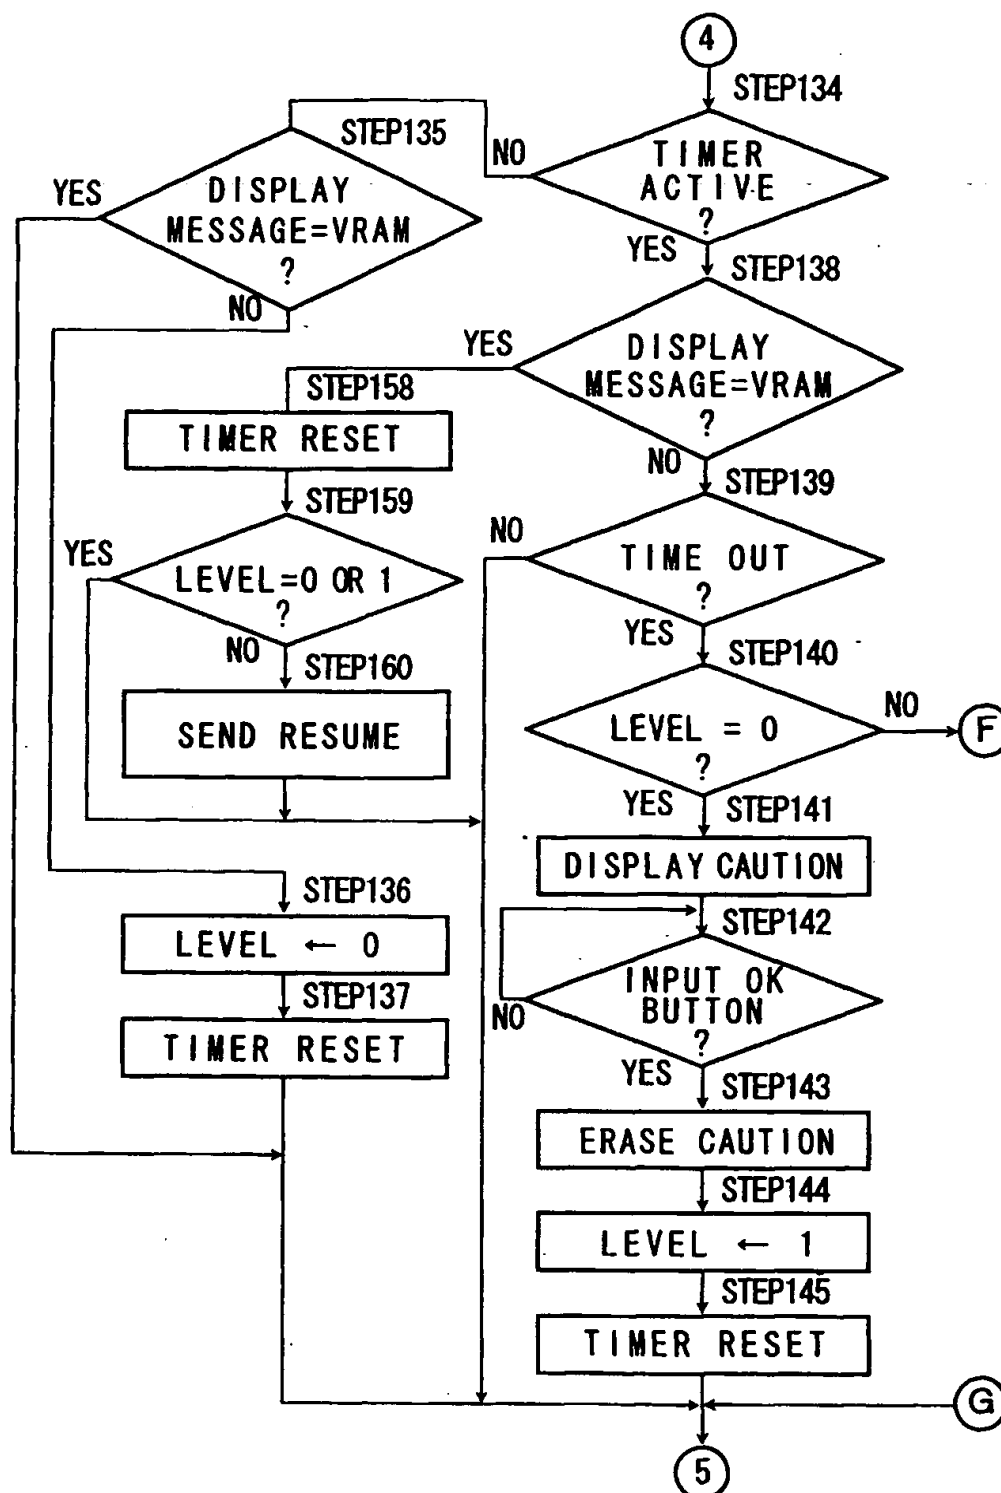 4
STEP134
TIMER
ACTIVE
?
NO
YES
STEP135
DISPLAY
MESSAGE=VRAM
?
YES
NO
STEP138
DISPLAY
MESSAGE=VRAM
?
YES
NO
STEP158
TIMER RESET
STEP159
LEVEL=0 OR 1
?
YES
NO
STEP160
SEND RESUME
STEP139
TIME OUT
?
NO
YES
STEP140
LEVEL = 0
?
NO
F
YES
STEP141
DISPLAY CAUTION
STEP142
INPUT OK
BUTTON
?
NO
YES
STEP136
LEVEL ← 0
STEP137
TIMER RESET
STEP143
ERASE CAUTION
STEP144
LEVEL ← 1
STEP145
TIMER RESET
G
5